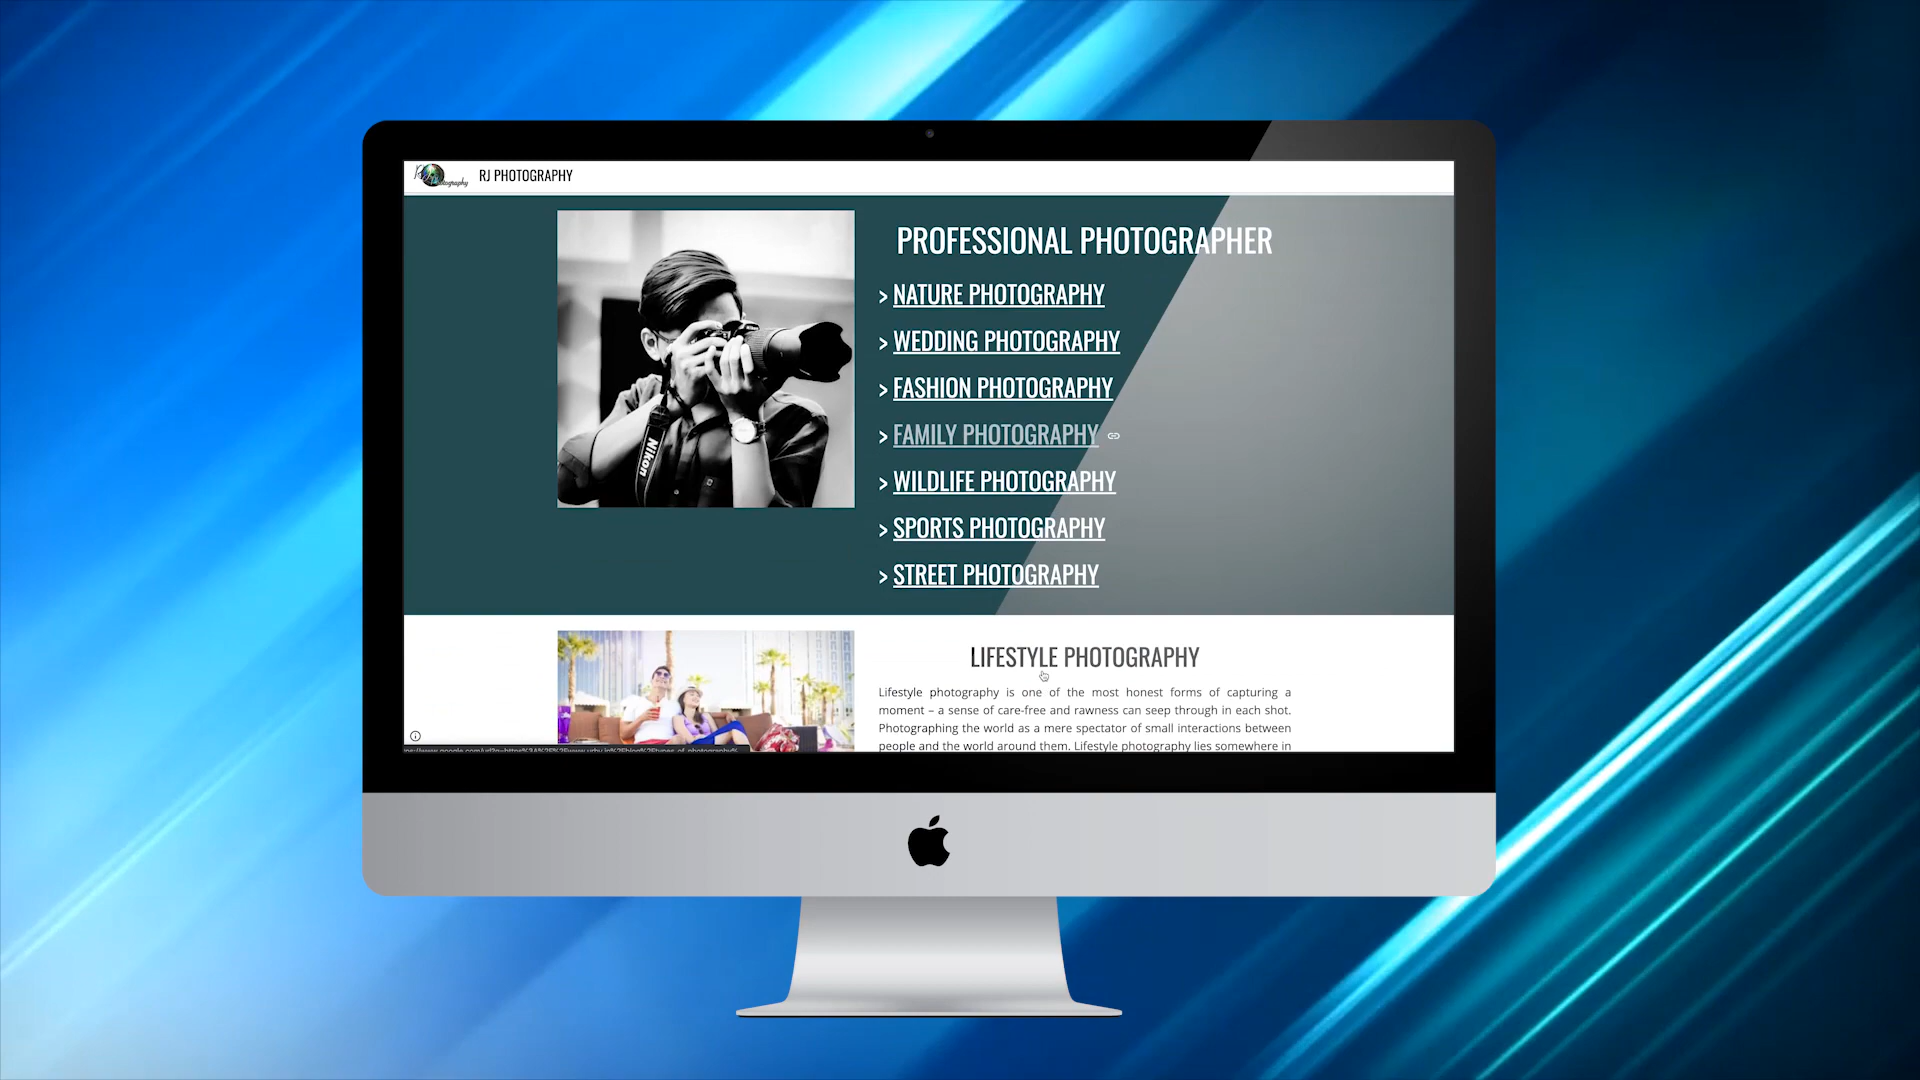 RJ PHOTOGRAPHY
PROFESSIONAL PHOTOGRAPHER
> NATURE PHOTOGRAPHY
> WEDDING PHOTOGRAPHY
> FASHION PHOTOGRAPHY
> FAMILY PHOTOGRAPHY
> WILDLIFE PHOTOGRAPHY
> SPORTS PHOTOGRAPHY
> STREET PHOTOGRAPHY
Nikon
LIFESTYLE PHOTOGRAPHY
Lifestyle photography is one of the most honest forms of capturing a
moment – a sense of care-free and rawness can seep through in each shot.
Photographing the world as a mere spectator of small interactions between
people and the world around them. Lifestyle photography lies somewhere in